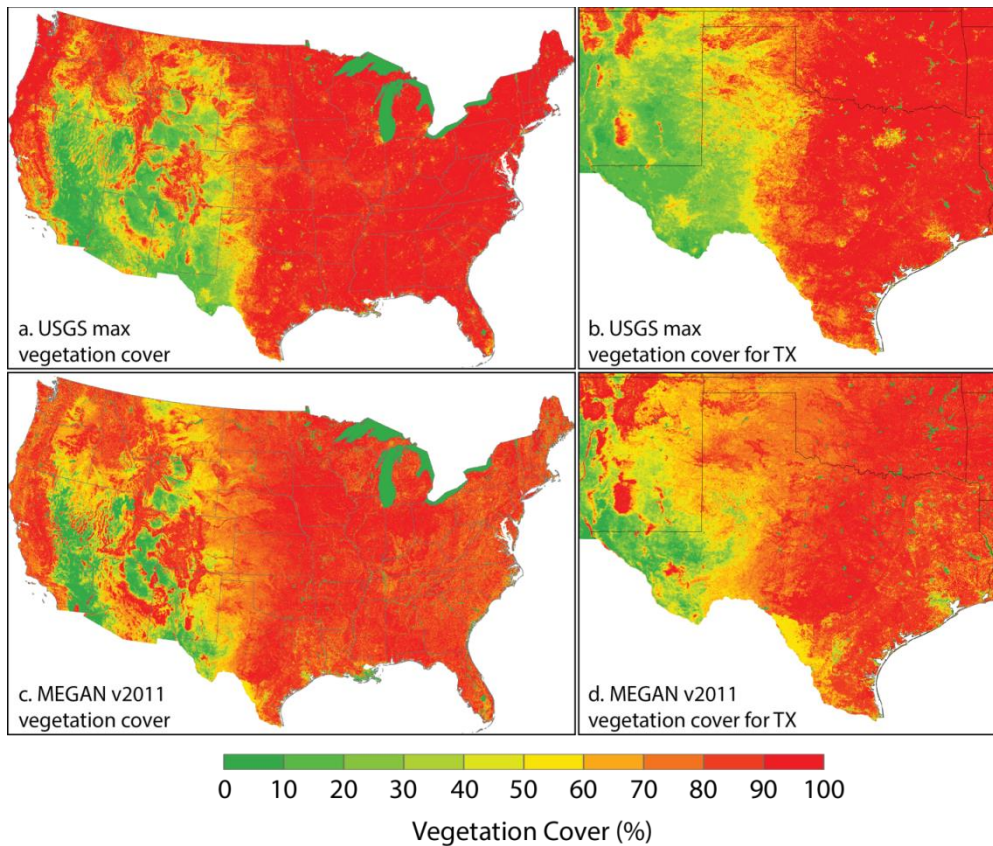 a. USGS max
vegetation cover
b. USGS max
vegetation cover for TX
c. MEGAN v2011
vegetation cover
d. MEGAN v2011
vegetation cover for TX
0 10 30 40 50 60 70 80 90 100
Vegetation Cover (%)